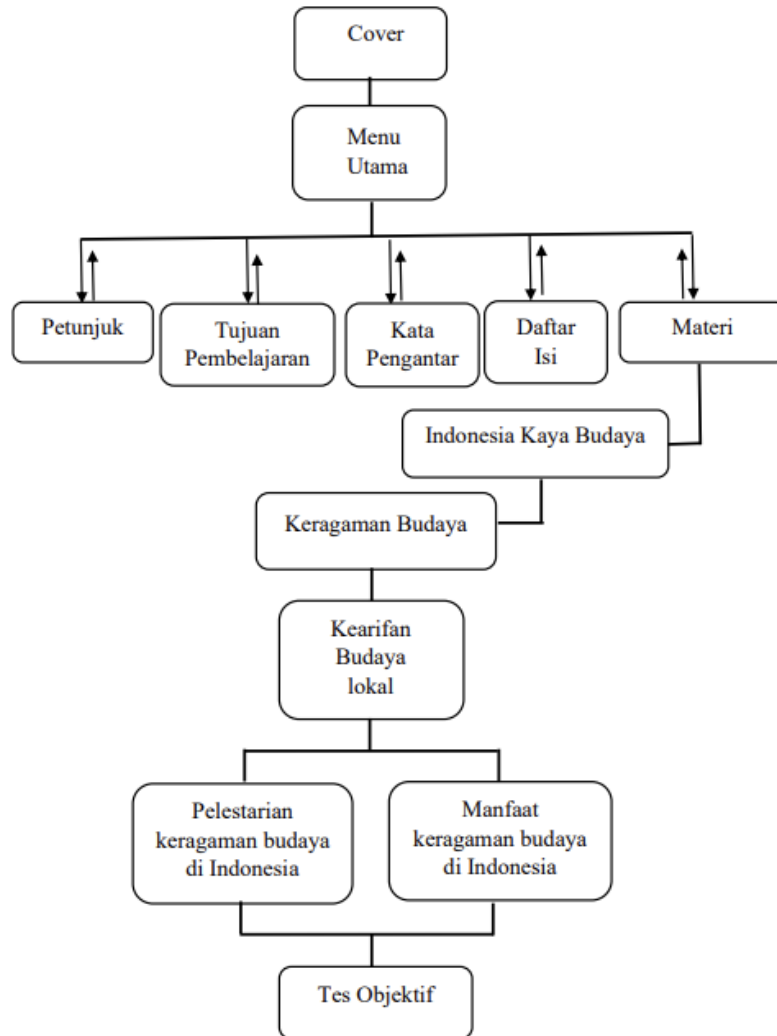 Cover
Menu
Utama
Petunjuk
Tujuan
Pembelajaran
Kata
Pengantar
Daftar
Isi
Materi
Indonesia Kaya Budaya
Keragaman Budaya
Kearifan
Budaya
lokal
Pelestarian
keragaman budaya
di Indonesia
Manfaat
keragaman budaya
di Indonesia
Tes Objektif